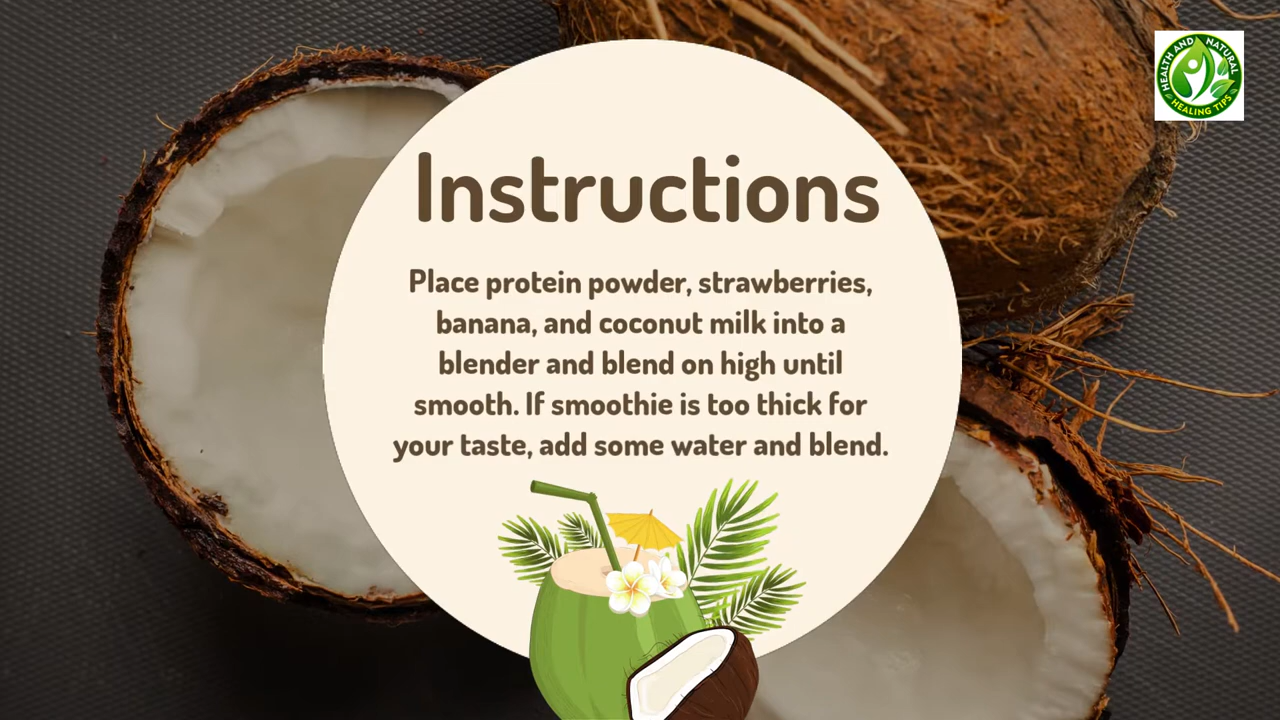 HEALTH AND NATURAL
HEALING TIPS
Instructions
Place protein powder, strawberries,
banana, and coconut milk into a
blender and blend on high until
smooth. If smoothie is too thick for
your taste, add some water and blend.